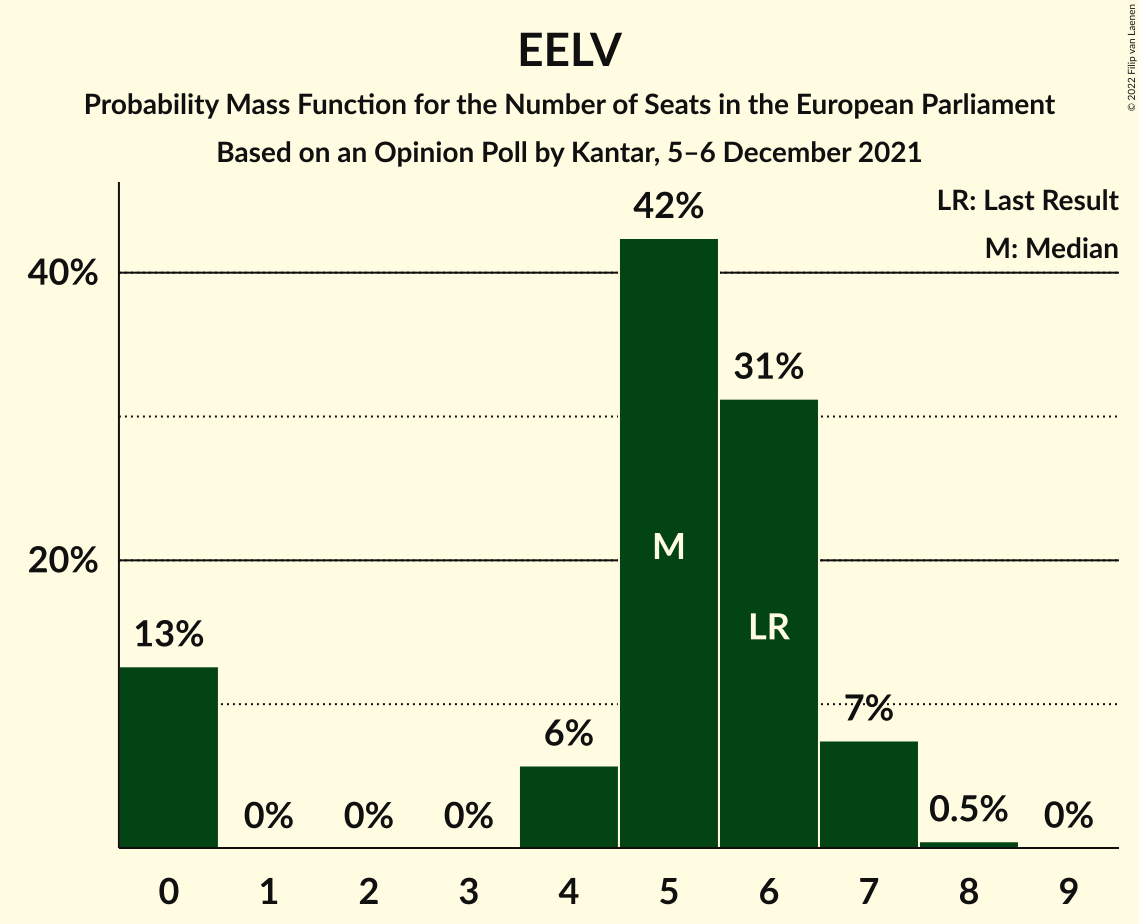 EELV
Probability Mass Function for the Number of Seats in the European Parliament
Based on an Opinion Poll by Kantar, 5–6 December 2021
© 2022 Filip van Laenen
LR: Last Result
M: Median
40%
20%
13%
0%
0%
0%
6%
42%
31%
7%
0.5%
0%
M
LR
0 1 2 3 4 5 6 7 8 9